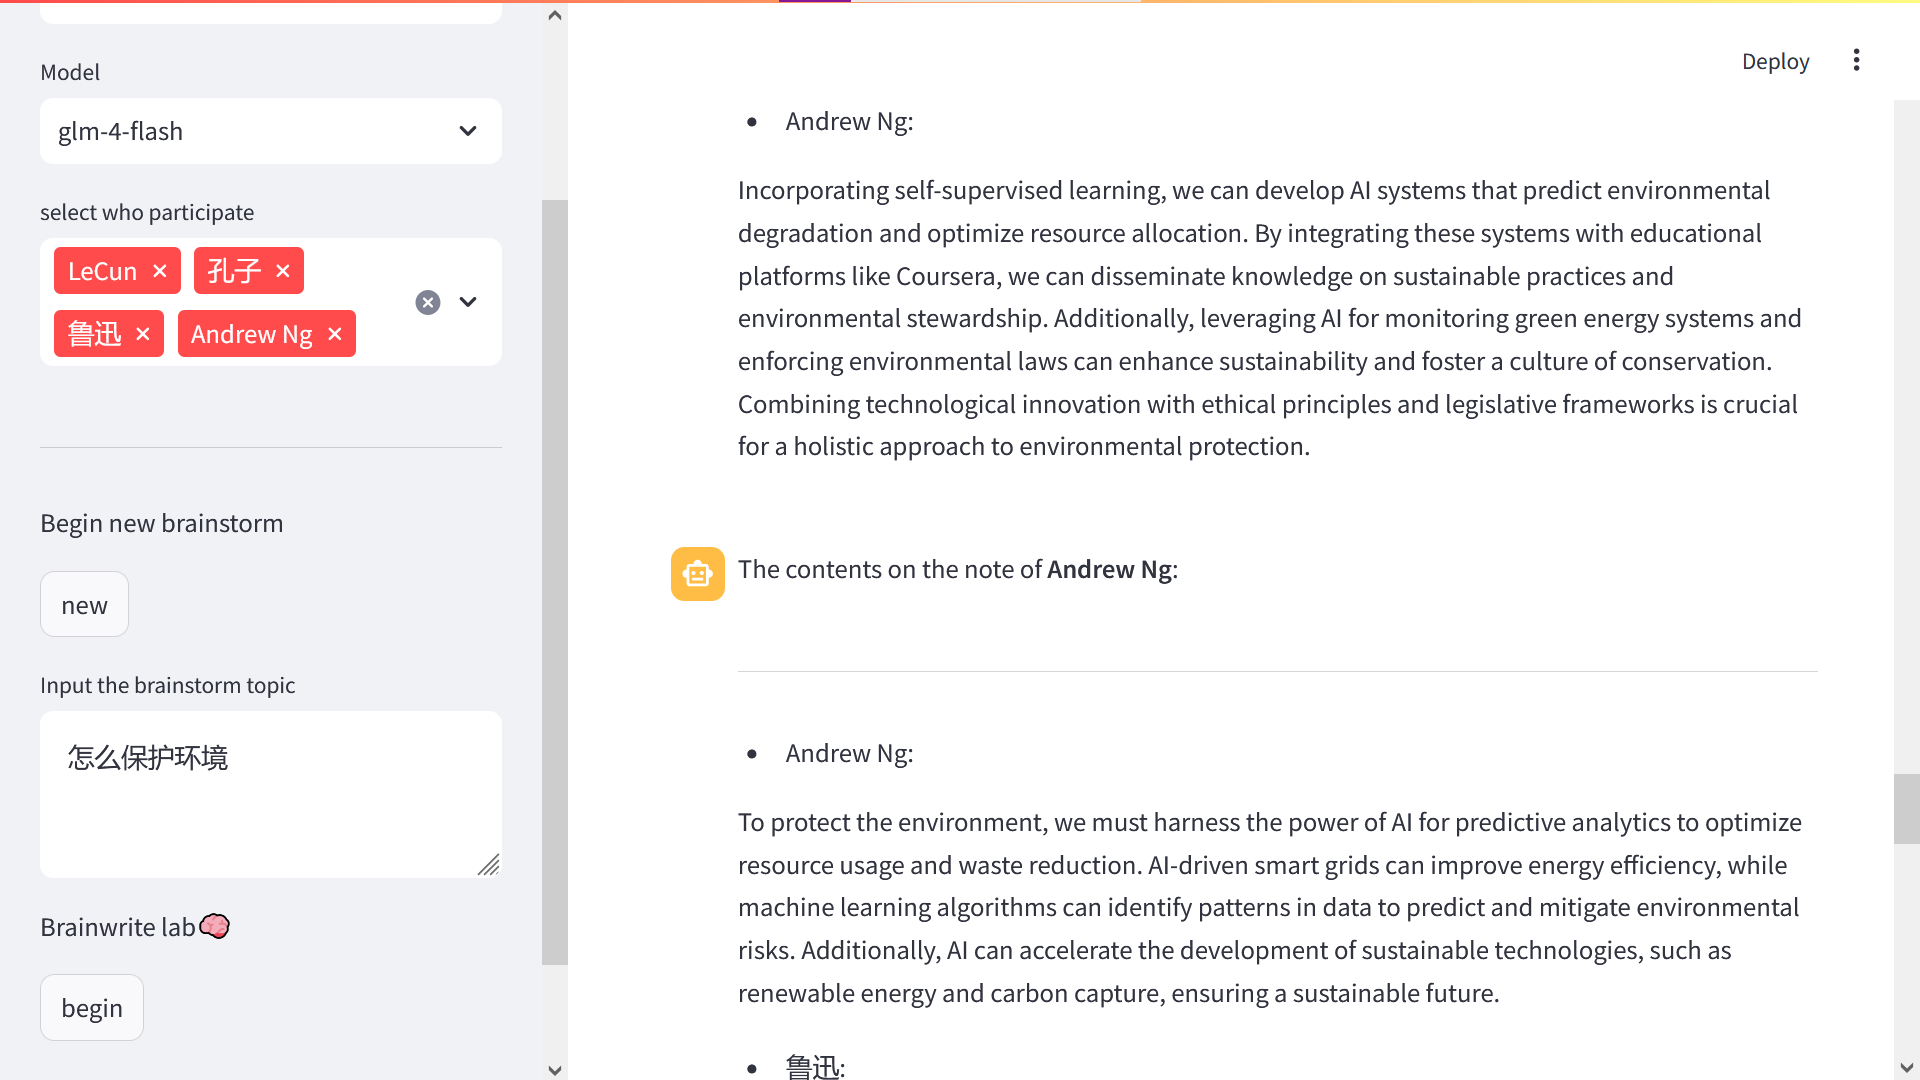 Model
glm-4-flash
select who participate
LeCun
孔子
鲁迅
Andrew Ng
Begin new brainstorm
new
Input the brainstorm topic
怎么保护环境
Brainwrite lab🧠
begin
Deploy
Andrew Ng:
Incorporating self-supervised learning, we can develop AI systems that predict environmental
degradation and optimize resource allocation. By integrating these systems with educational
platforms like Coursera, we can disseminate knowledge on sustainable practices and
environmental stewardship. Additionally, leveraging AI for monitoring green energy systems and
enforcing environmental laws can enhance sustainability and foster a culture of conservation.
Combining technological innovation with ethical principles and legislative frameworks is crucial
for a holistic approach to environmental protection.
The contents on the note of Andrew Ng:
Andrew Ng:
To protect the environment, we must harness the power of AI for predictive analytics to optimize
resource usage and waste reduction. AI-driven smart grids can improve energy efficiency, while
machine learning algorithms can identify patterns in data to predict and mitigate environmental
risks. Additionally, AI can accelerate the development of sustainable technologies, such as
renewable energy and carbon capture, ensuring a sustainable future.
鲁迅: